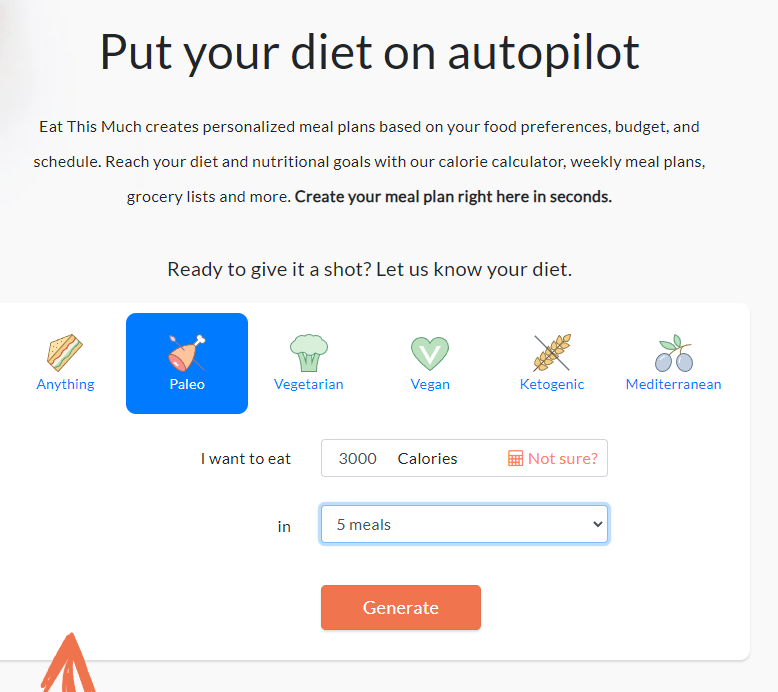 Put your diet on autopilot
Eat This Much creates personalized meal plans based on your food preferences, budget, and
schedule. Reach your diet and nutritional goals with our calorie calculator, weekly meal plans,
grocery lists and more. Create your meal plan right here in seconds.
Ready to give it a shot? Let us know your diet.
Anything Paleo Vegetarian Vegan Ketogenic Mediterranean
I want to eat 3000 Calories Not sure?
in 5 meals
Generate